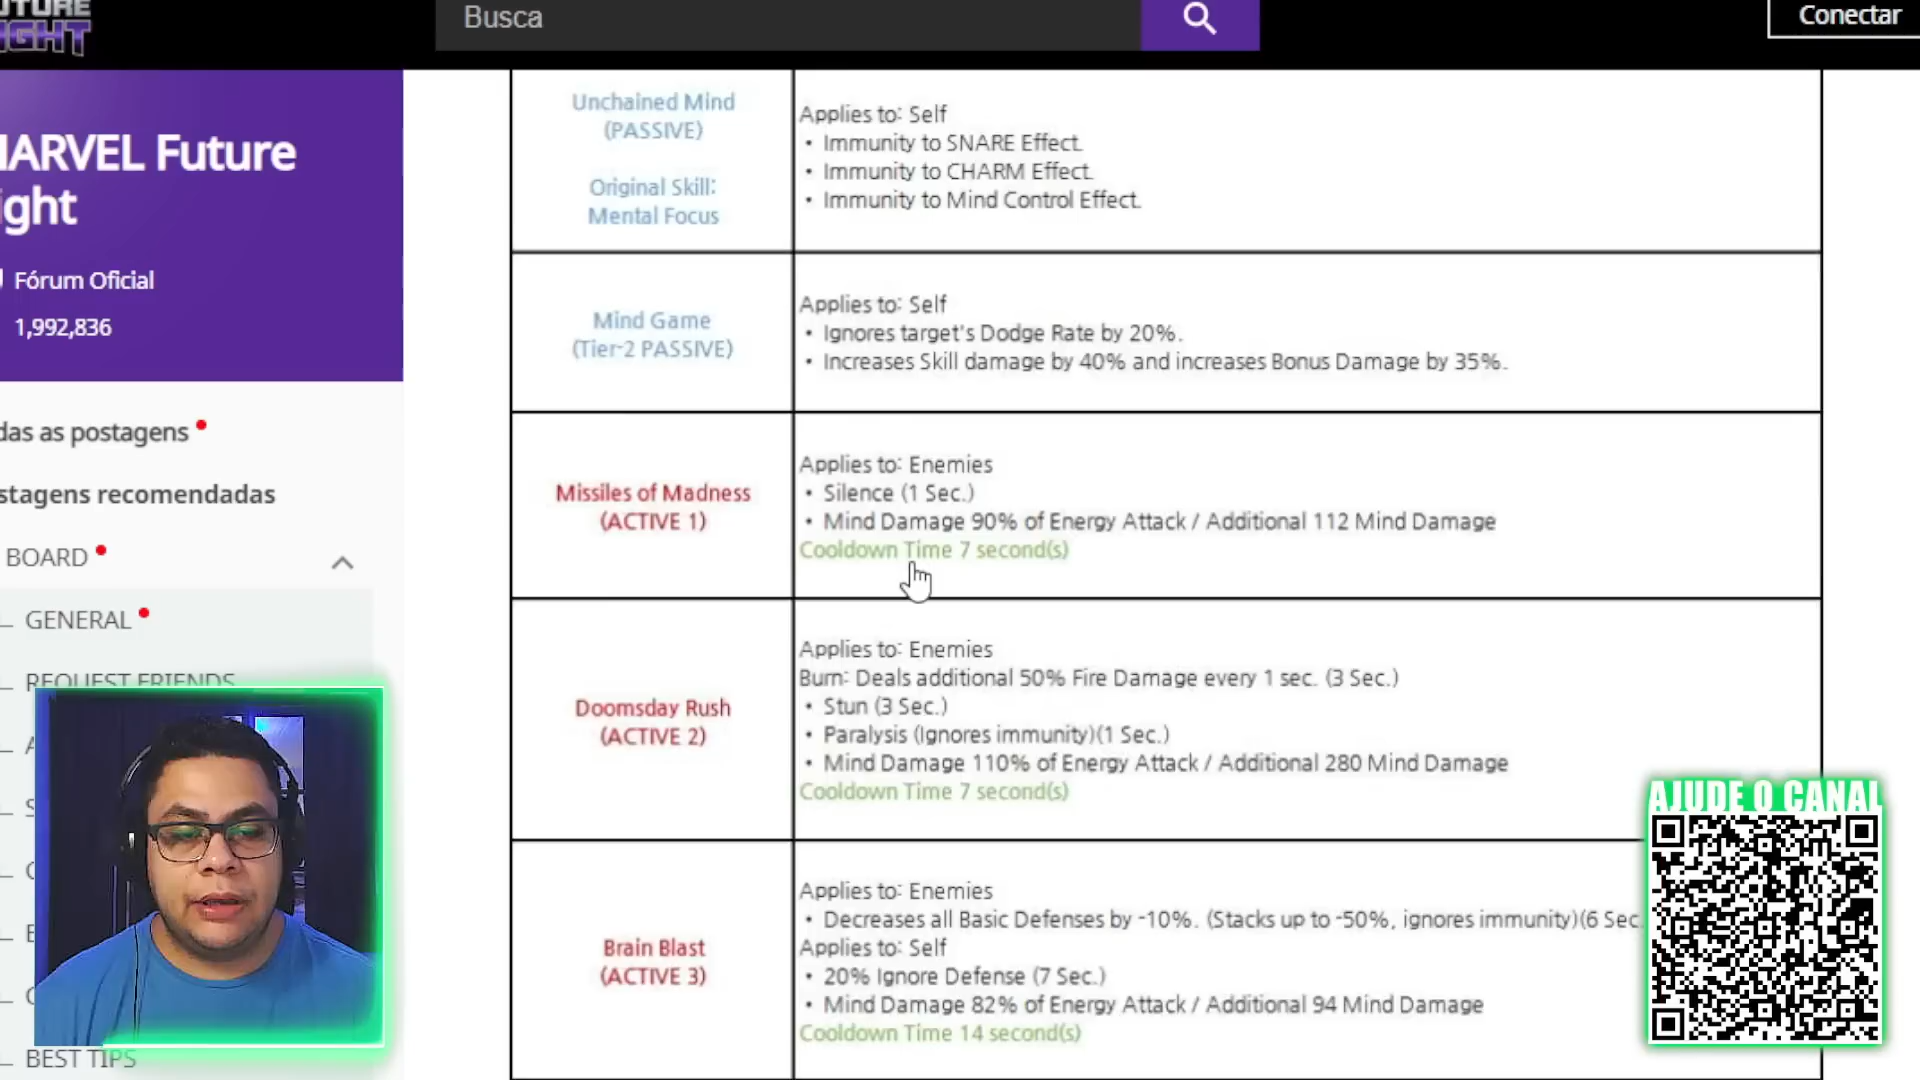 UTURE
IGHT
Busca
Conectar
MARVEL Future
ight
Fórum Oficial
1,992,836
das as postagens
stagens recomendadas
BOARD
GENERAL
REQUEST FRIENDS
BEST TIPS
Unchained Mind
(PASSIVE)
Original Skill:
Mental Focus
Applies to: Self
• Immunity to SNARE Effect.
• Immunity to CHARM Effect.
• Immunity to Mind Control Effect.
Mind Game
(Tier-2 PASSIVE)
Applies to: Self
• Ignores target's Dodge Rate by 20%.
• Increases Skill damage by 40% and increases Bonus Damage by 35%.
Missiles of Madness
(ACTIVE 1)
Applies to: Enemies
• Silence (1 Sec.)
• Mind Damage 90% of Energy Attack / Additional 112 Mind Damage
Cooldown Time 7 second(s)
Doomsday Rush
(ACTIVE 2)
Applies to: Enemies
Burn: Deals additional 50% Fire Damage every 1 sec. (3 Sec.)
• Stun (3 Sec.)
• Paralysis (Ignores immunity)(1 Sec.)
• Mind Damage 110% of Energy Attack / Additional 280 Mind Damage
Cooldown Time 7 second(s)
Brain Blast
(ACTIVE 3)
Applies to: Enemies
• Decreases all Basic Defenses by -10%. (Stacks up to -50%, ignores immunity)(6 Sec.
Applies to: Self
• 20% Ignore Defense (7 Sec.)
• Mind Damage 82% of Energy Attack / Additional 94 Mind Damage
Cooldown Time 14 second(s)
AJUDE O CANAL